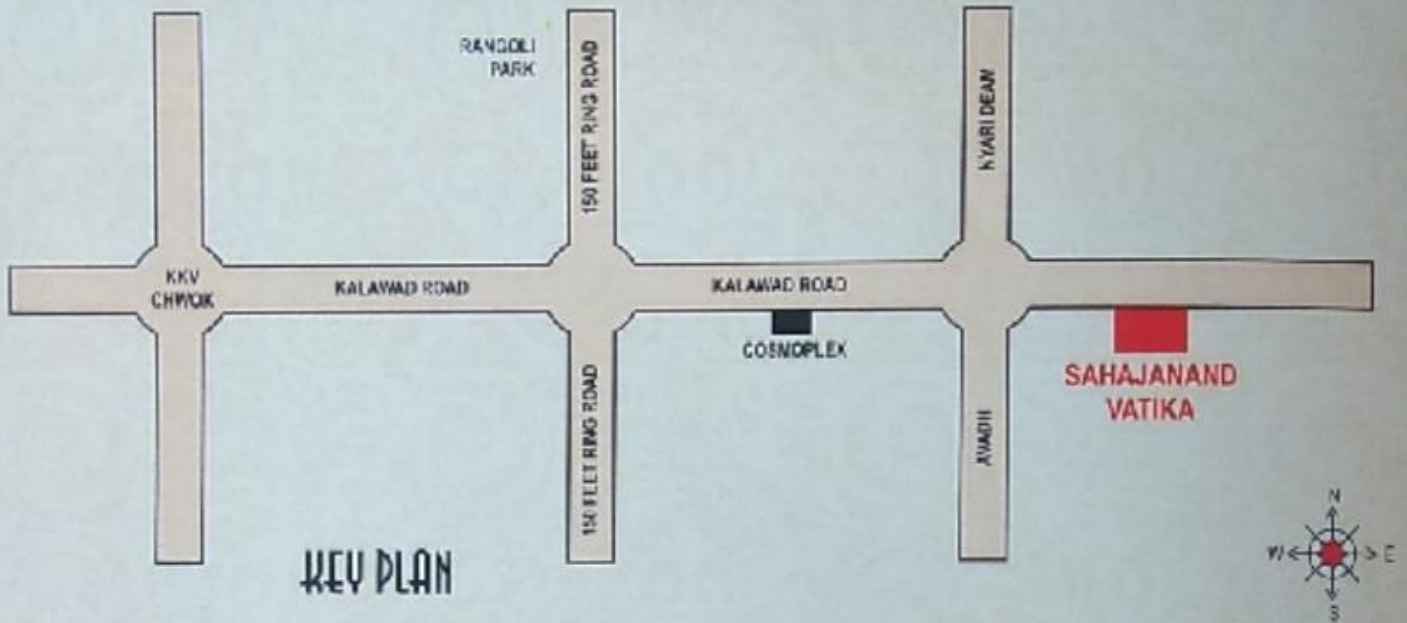 RANGOLI
PARK
150 FEET RING ROAD
KYARI DEAM
KKV
CHWOK
KALAWAD ROAD
KALAWAD ROAD
COSMOPLEX
SAHAJANAND
VATIKA
150 FEET RING ROAD
AVADH
KEY PLAN
N
W
E
S